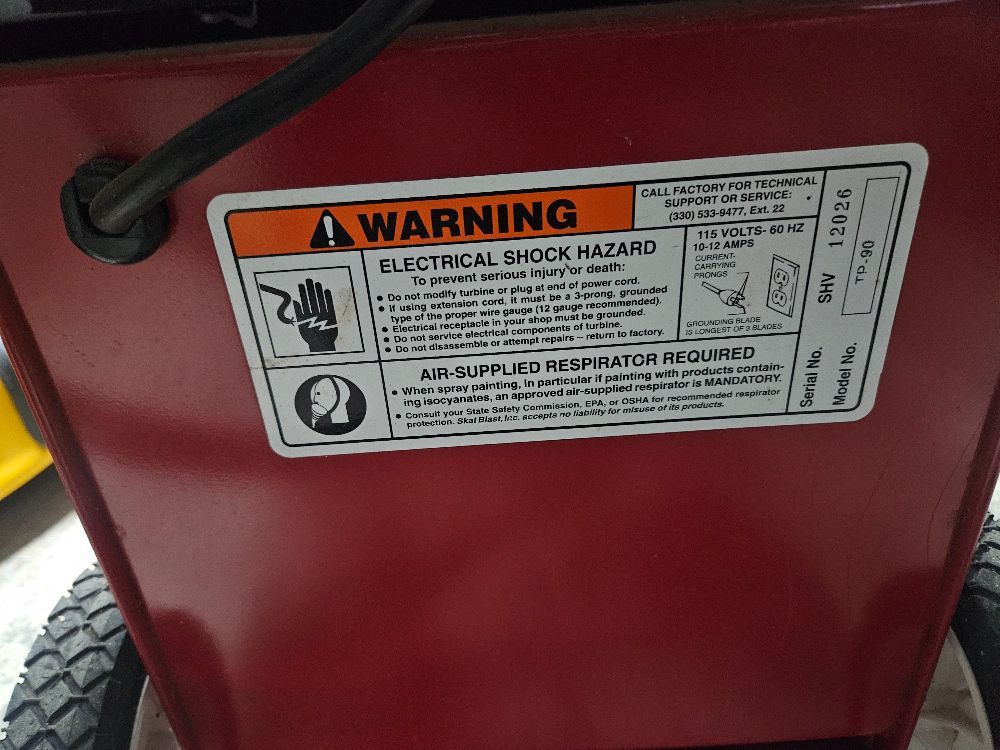 WARNING
CALL FACTORY FOR TECHNICAL
SUPPORT OR SERVICE:
(330) 533-9477, Ext. 22
ELECTRICAL SHOCK HAZARD
To prevent serious injury or death:
• Do not modify turbine or plug at end of power cord.
• If using extension cord, it must be a 3-prong, grounded
type of the proper wire gauge (12 gauge recommended).
• Electrical receptacle in your shop must be grounded.
• Do not service electrical components of turbine.
• Do not disassemble or attempt repairs – return to factory.
115 VOLTS- 60 HZ
10-12 AMPS
CURRENT-
CARRYING
PRONGS
GROUNDING BLADE
IS LONGEST OF 3 BLADES
AIR-SUPPLIED RESPIRATOR REQUIRED
• When spray painting, in particular if painting with products contain-
ing isocyanates, an approved air-supplied respirator is MANDATORY.
• Consult your State Safety Commission, EPA, or OSHA for recommended respirator
protection. Skat Blast, Inc. accepts no liability for misuse of its products.
Serial No. SHV 12026
Model No. TP-90